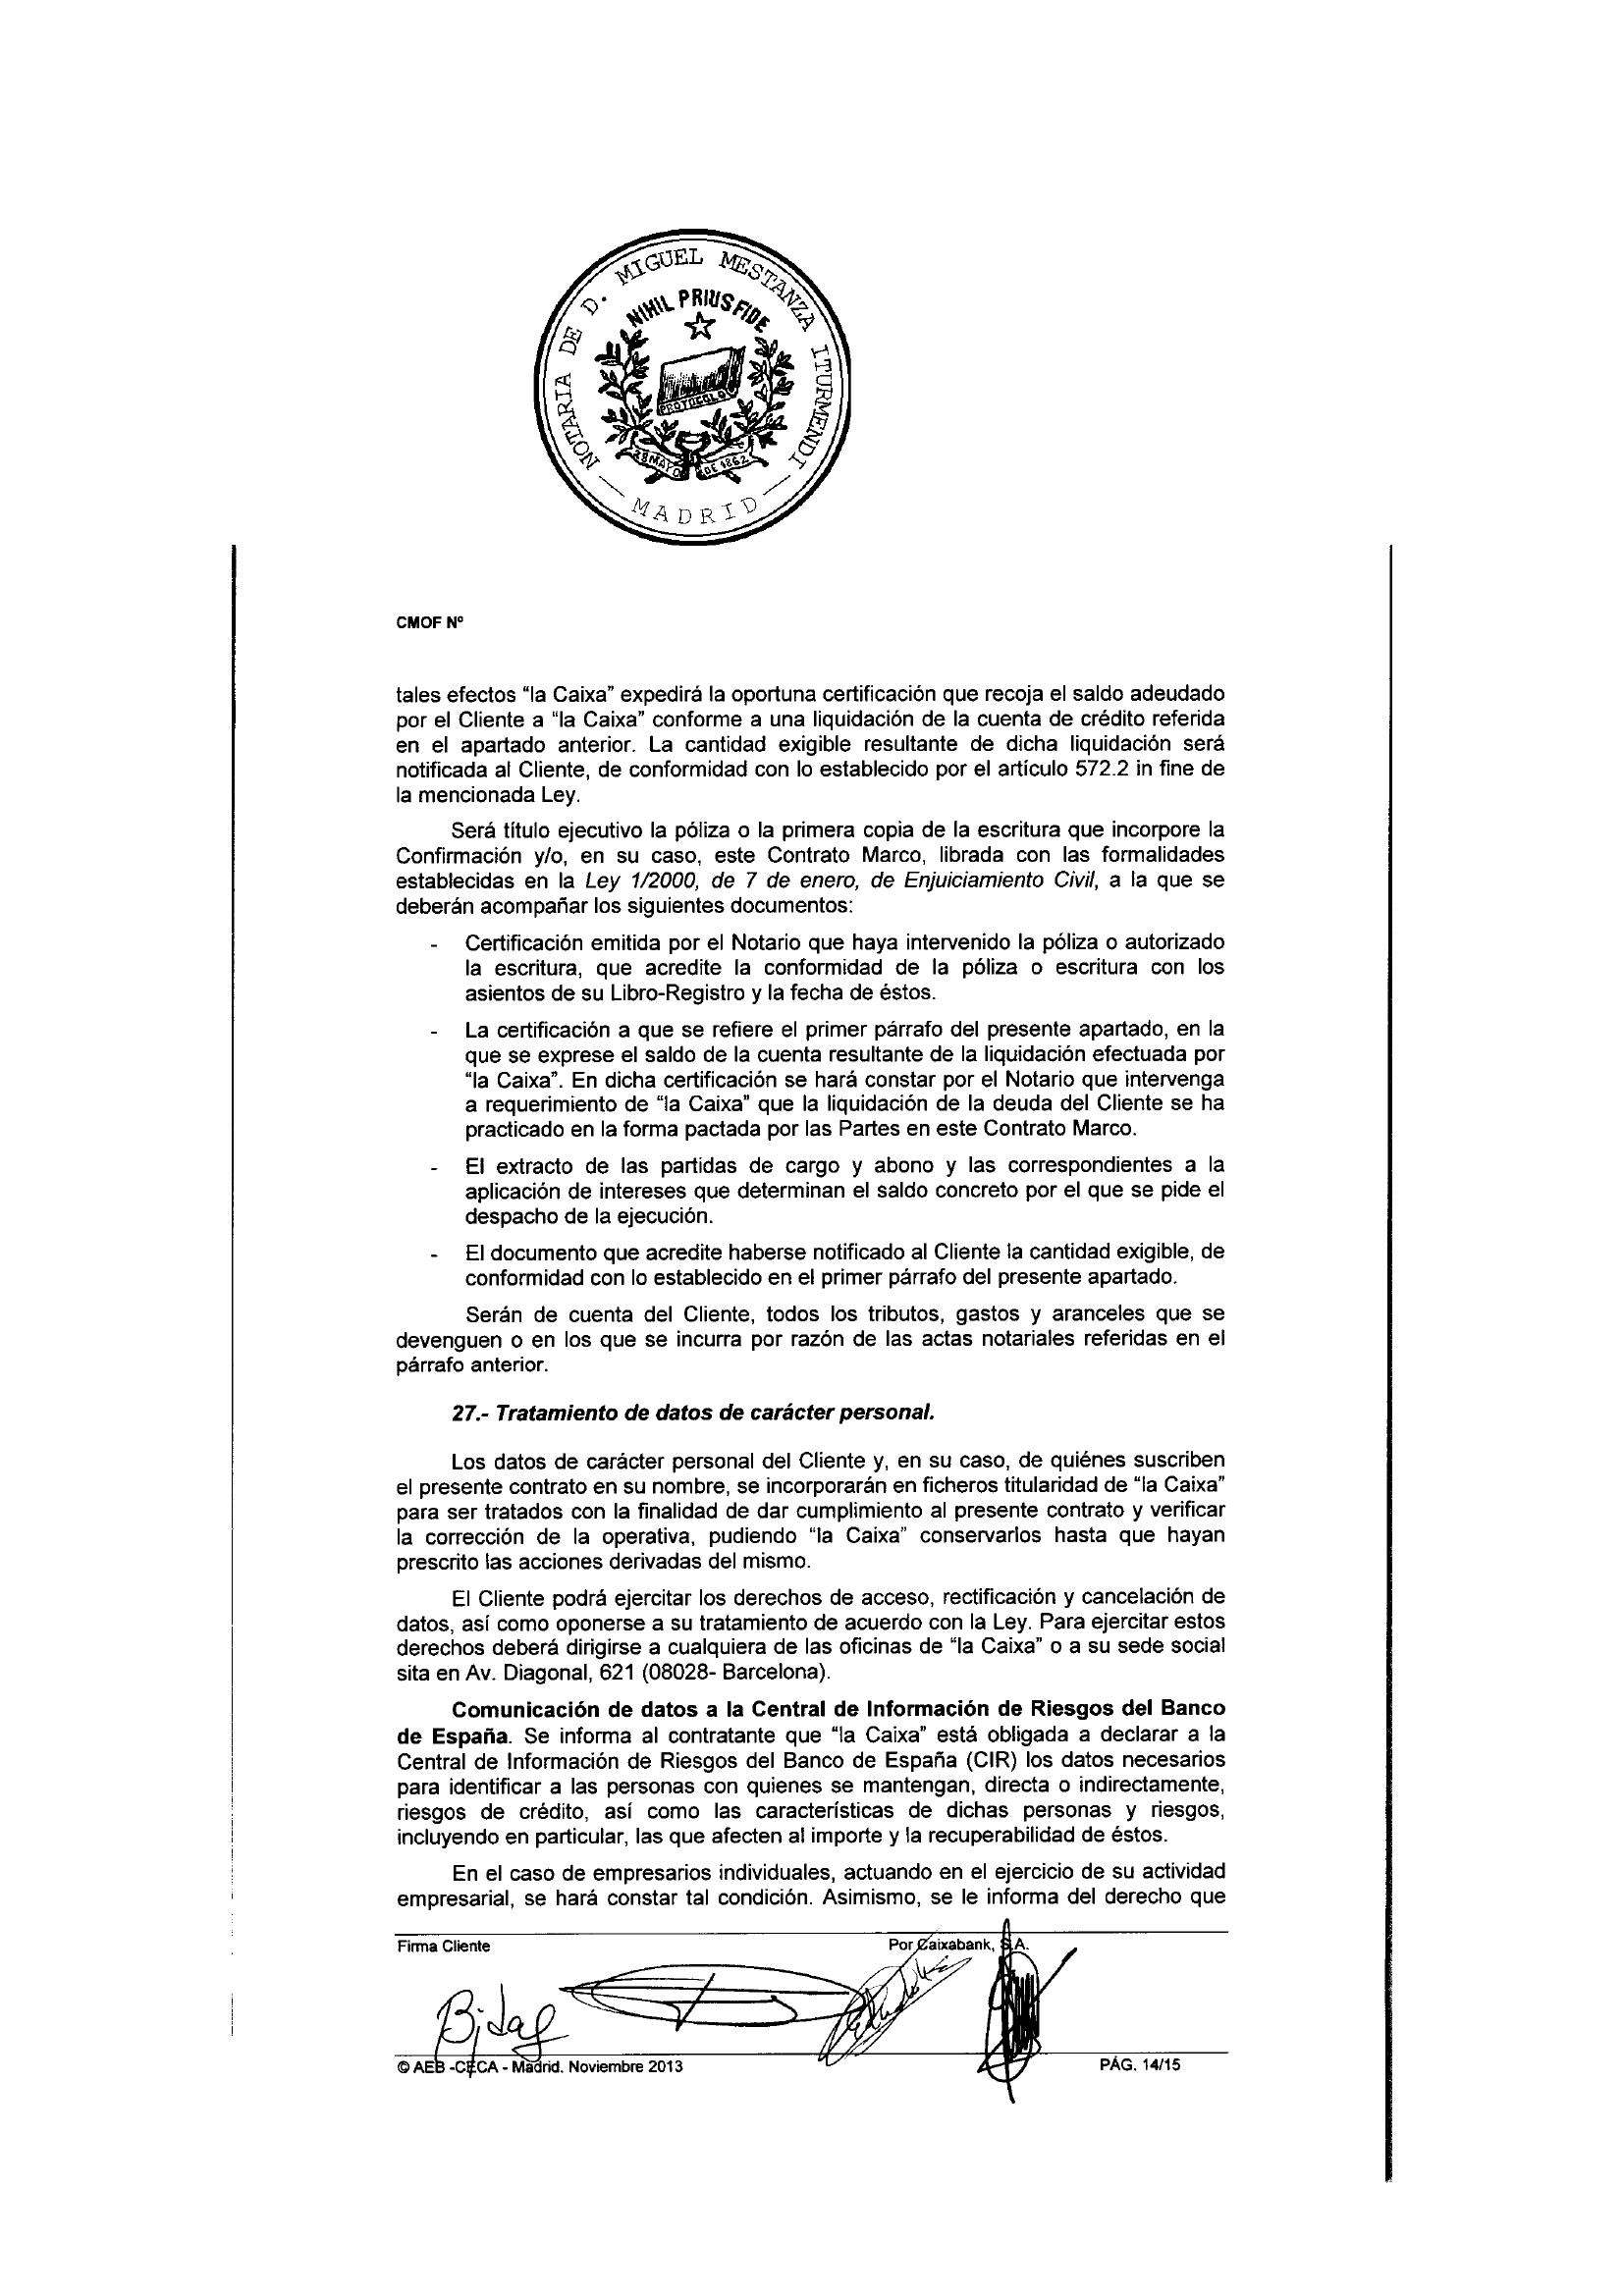 NOTARIA DE D. MIGUEL MESTANZA ITURMENDI
NIHIL PRIUS FIDE
PROTOCOLO
28 MAYO DE 1862
MADRID
CMOF Nº
tales efectos “la Caixa” expedirá la oportuna certificación que recoja el saldo adeudado
por el Cliente a “la Caixa” conforme a una liquidación de la cuenta de crédito referida
en el apartado anterior. La cantidad exigible resultante de dicha liquidación será
notificada al Cliente, de conformidad con lo establecido por el artículo 572.2 in fine de
la mencionada Ley.
Será título ejecutivo la póliza o la primera copia de la escritura que incorpore la
Confirmación y/o, en su caso, este Contrato Marco, librada con las formalidades
establecidas en la Ley 1/2000, de 7 de enero, de Enjuiciamiento Civil, a la que se
deberán acompañar los siguientes documentos:
- Certificación emitida por el Notario que haya intervenido la póliza o autorizado
la escritura, que acredite la conformidad de la póliza o escritura con los
asientos de su Libro-Registro y la fecha de éstos.
- La certificación a que se refiere el primer párrafo del presente apartado, en la
que se exprese el saldo de la cuenta resultante de la liquidación efectuada por
“la Caixa”. En dicha certificación se hará constar por el Notario que intervenga
a requerimiento de “la Caixa” que la liquidación de la deuda del Cliente se ha
practicado en la forma pactada por las Partes en este Contrato Marco.
- El extracto de las partidas de cargo y abono y las correspondientes a la
aplicación de intereses que determinan el saldo concreto por el que se pide el
despacho de la ejecución.
- El documento que acredite haberse notificado al Cliente la cantidad exigible, de
conformidad con lo establecido en el primer párrafo del presente apartado.
Serán de cuenta del Cliente, todos los tributos, gastos y aranceles que se
devenguen o en los que se incurra por razón de las actas notariales referidas en el
párrafo anterior.
27.- Tratamiento de datos de carácter personal.
Los datos de carácter personal del Cliente y, en su caso, de quiénes suscriben
el presente contrato en su nombre, se incorporarán en ficheros titularidad de “la Caixa”
para ser tratados con la finalidad de dar cumplimiento al presente contrato y verificar
la corrección de la operativa, pudiendo “la Caixa” conservarlos hasta que hayan
prescrito las acciones derivadas del mismo.
El Cliente podrá ejercitar los derechos de acceso, rectificación y cancelación de
datos, así como oponerse a su tratamiento de acuerdo con la Ley. Para ejercitar estos
derechos deberá dirigirse a cualquiera de las oficinas de “la Caixa” o a su sede social
sita en Av. Diagonal, 621 (08028- Barcelona).
Comunicación de datos a la Central de Información de Riesgos del Banco
de España. Se informa al contratante que “la Caixa” está obligada a declarar a la
Central de Información de Riesgos del Banco de España (CIR) los datos necesarios
para identificar a las personas con quienes se mantengan, directa o indirectamente,
riesgos de crédito, así como las características de dichas personas y riesgos,
incluyendo en particular, las que afecten al importe y la recuperabilidad de éstos.
En el caso de empresarios individuales, actuando en el ejercicio de su actividad
empresarial, se hará constar tal condición. Asimismo, se le informa del derecho que
Firma Cliente Por Caixabank, S.A.
© AEB -CECA - Madrid. Noviembre 2013 PÁG. 14/15